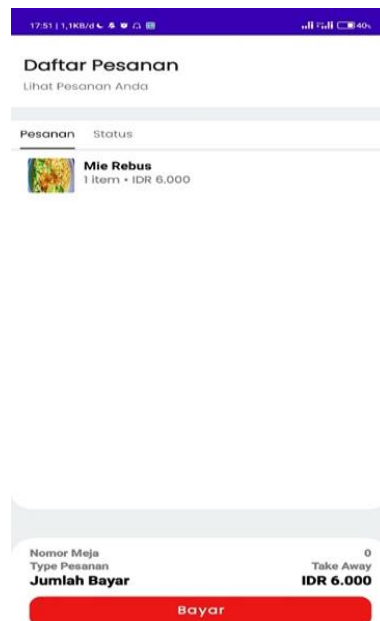 17:51 | 1,1KB/d
40%
Daftar Pesanan
Lihat Pesanan Anda
Pesanan Status
Mie Rebus
1 item • IDR 6.000
Nomor Meja 0
Type Pesanan Take Away
Jumlah Bayar IDR 6.000
Bayar